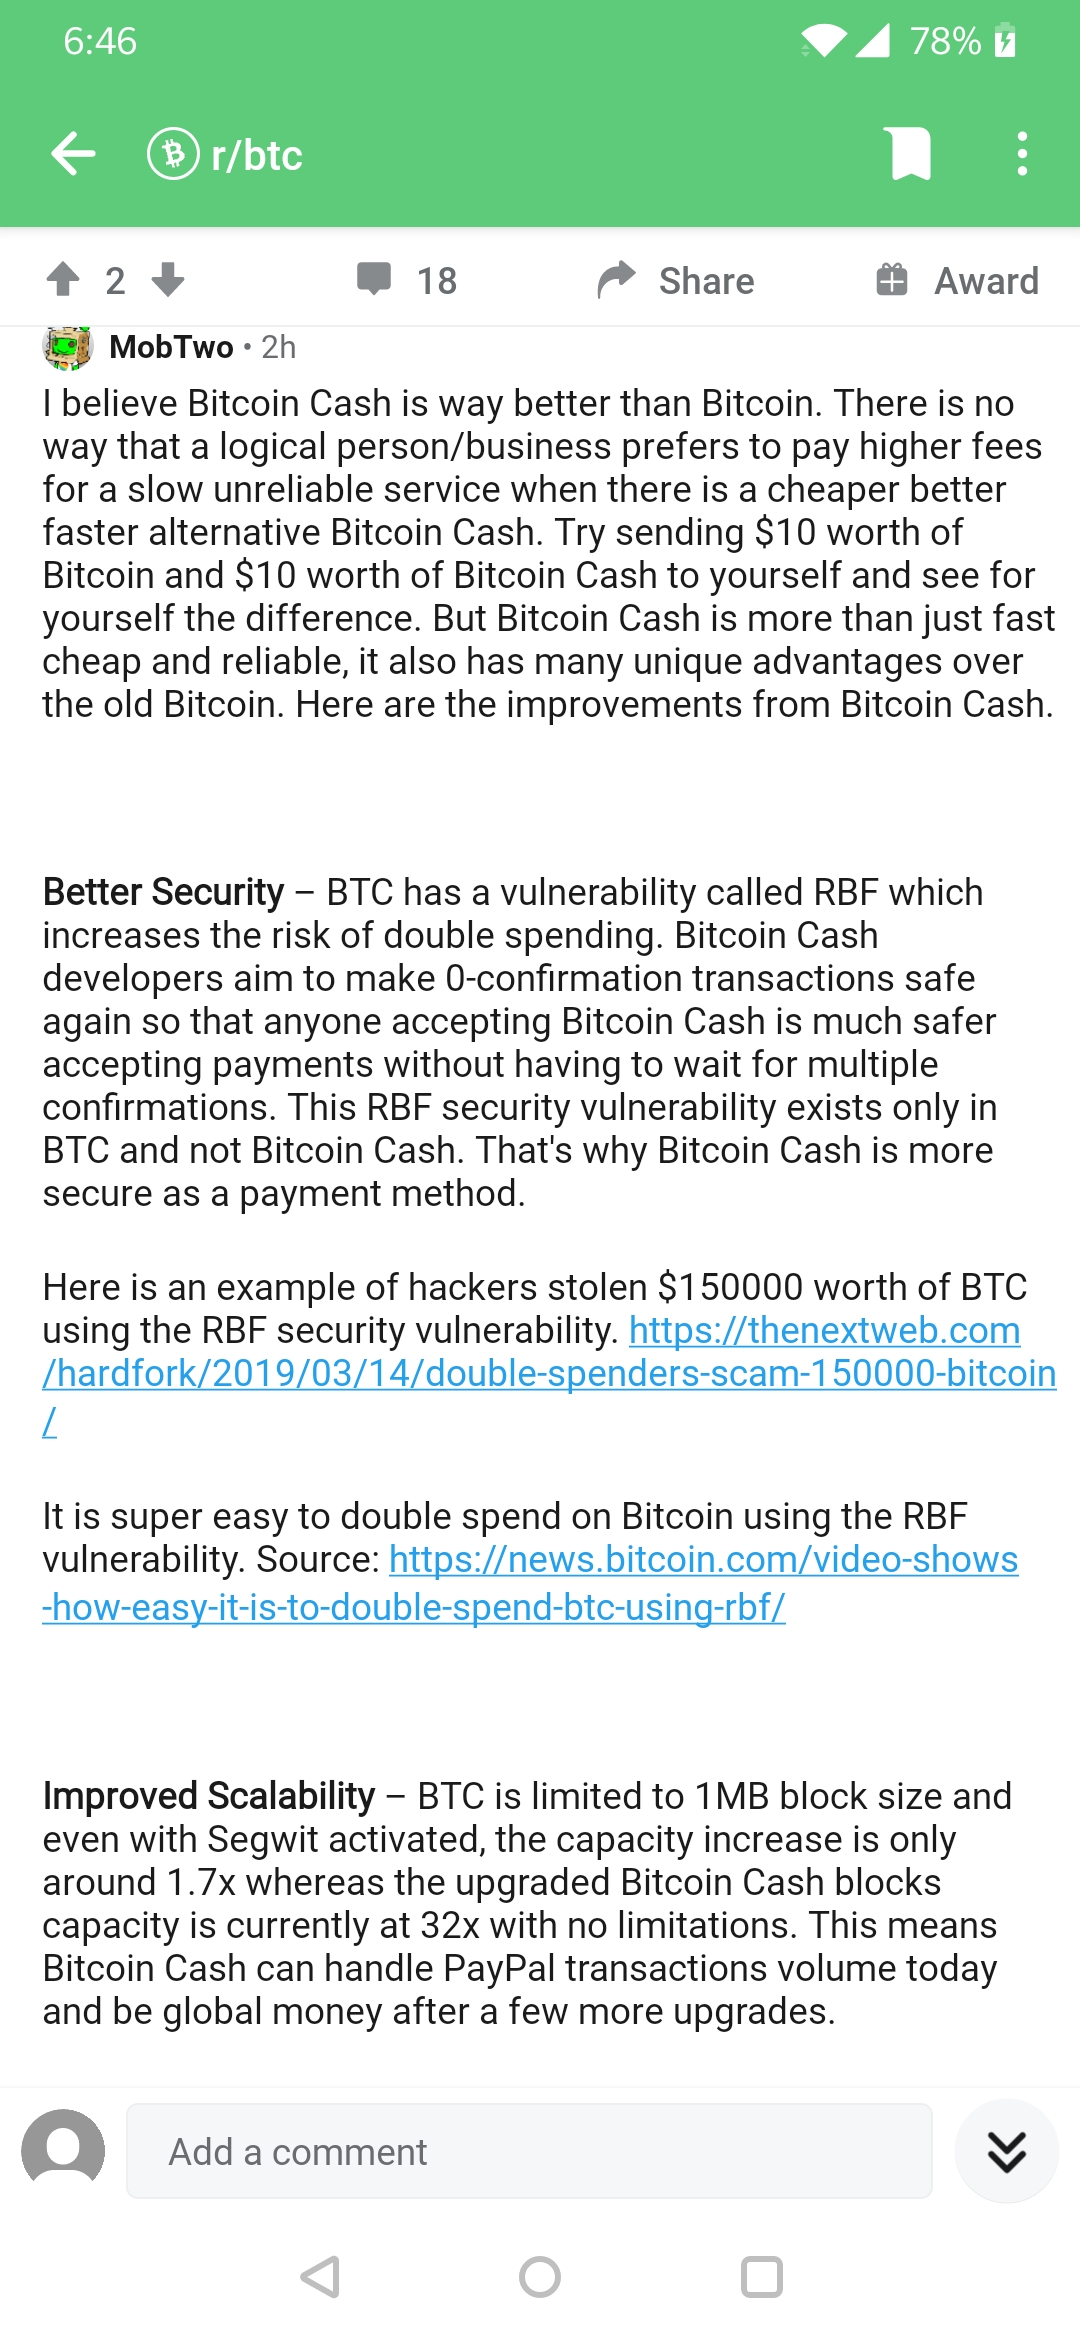 6:46
78%
r/btc
2
18
Share
Award
MobTwo • 2h
I believe Bitcoin Cash is way better than Bitcoin. There is no
way that a logical person/business prefers to pay higher fees
for a slow unreliable service when there is a cheaper better
faster alternative Bitcoin Cash. Try sending $10 worth of
Bitcoin and $10 worth of Bitcoin Cash to yourself and see for
yourself the difference. But Bitcoin Cash is more than just fast
cheap and reliable, it also has many unique advantages over
the old Bitcoin. Here are the improvements from Bitcoin Cash.
Better Security – BTC has a vulnerability called RBF which
increases the risk of double spending. Bitcoin Cash
developers aim to make 0-confirmation transactions safe
again so that anyone accepting Bitcoin Cash is much safer
accepting payments without having to wait for multiple
confirmations. This RBF security vulnerability exists only in
BTC and not Bitcoin Cash. That's why Bitcoin Cash is more
secure as a payment method.
Here is an example of hackers stolen $150000 worth of BTC
using the RBF security vulnerability. https://thenextweb.com
/hardfork/2019/03/14/double-spenders-scam-150000-bitcoin
/
It is super easy to double spend on Bitcoin using the RBF
vulnerability. Source: https://news.bitcoin.com/video-shows
-how-easy-it-is-to-double-spend-btc-using-rbf/
Improved Scalability – BTC is limited to 1MB block size and
even with Segwit activated, the capacity increase is only
around 1.7x whereas the upgraded Bitcoin Cash blocks
capacity is currently at 32x with no limitations. This means
Bitcoin Cash can handle PayPal transactions volume today
and be global money after a few more upgrades.
Add a comment